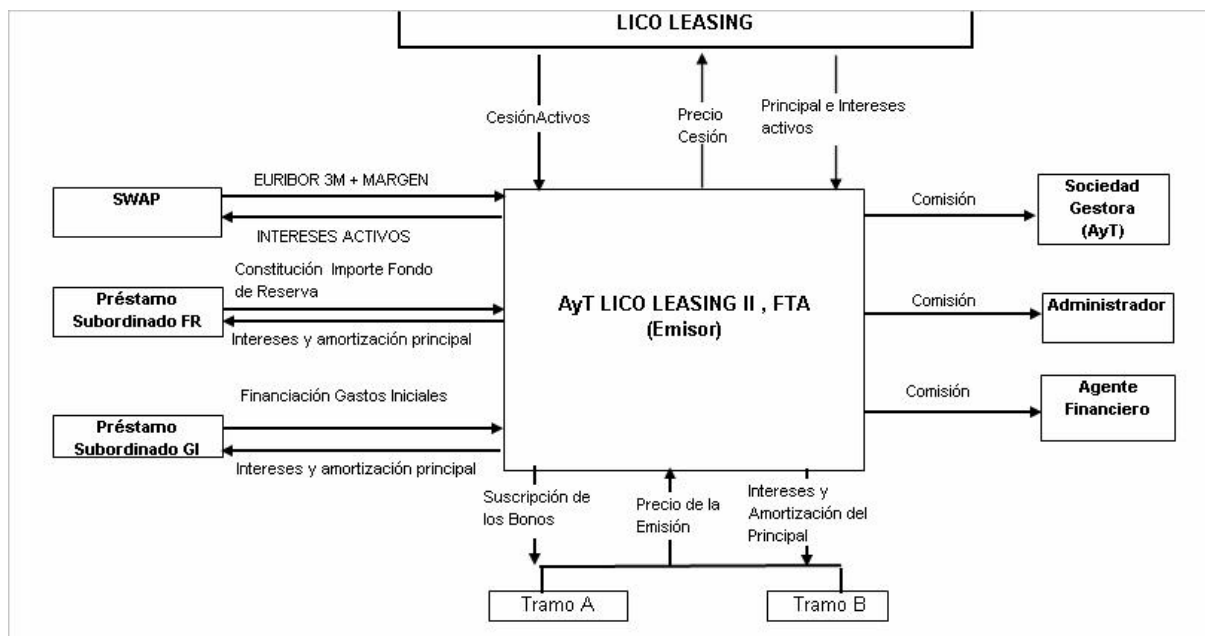 LICO LEASING
CesiónActivos
Precio
Cesión
Principal e Intereses
activos
EURIBOR 3M + MARGEN
SWAP
INTERESES ACTIVOS
Constitución Importe Fondo
de Reserva
Préstamo
Subordinado FR
Intereses y amortización principal
Financiación Gastos Iniciales
Préstamo
Subordinado GI
Intereses y amortización principal
AyT LICO LEASING II , FTA
(Emisor)
Comisión
Sociedad
Gestora
(AyT)
Comisión
Administrador
Comisión
Agente
Financiero
Suscripción de
los Bonos
Precio de la
Emisión
Intereses y
Amortización del
Principal
Tramo A
Tramo B